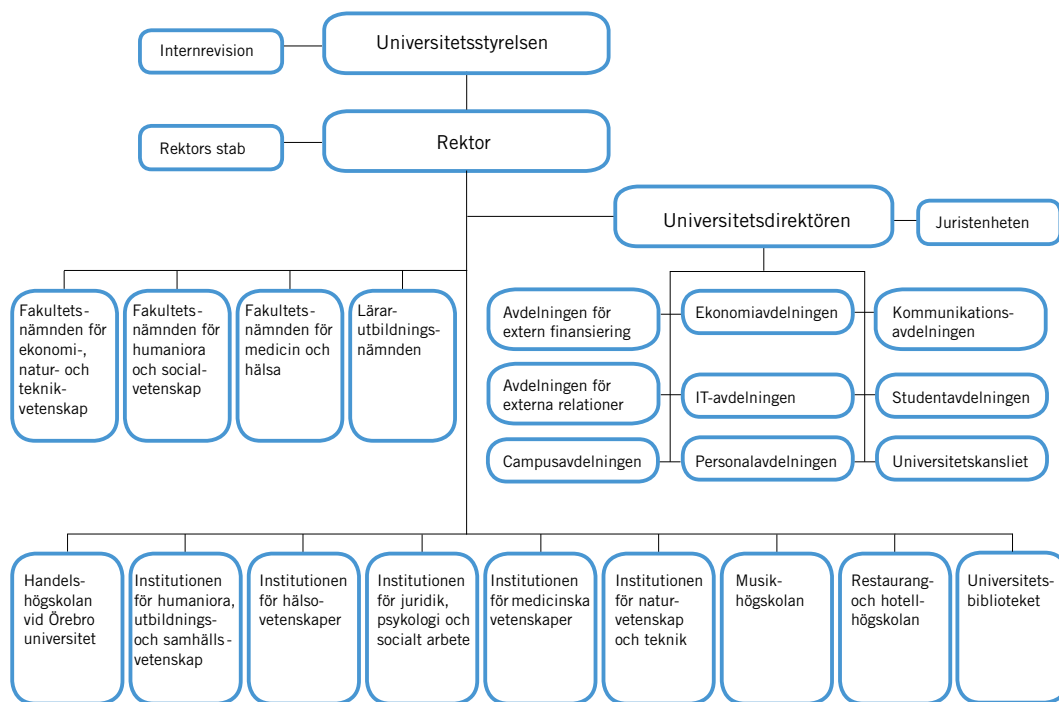 Universitetsstyrelsen
Internrevision
Rektor
Rektors stab
Universitetsdirektören
Juristenheten
Fakultets-
nämnden för
ekonomi-,
natur- och
teknik-
vetenskap
Fakultets-
nämnden för
humaniora
och social-
vetenskap
Fakultets-
nämnden för
medicin och
hälsa
Lärar-
utbildnings-
nämnden
Avdelningen för
extern finansiering
Ekonomiavdelningen
Kommunikations-
avdelningen
Avdelningen för
externa relationer
IT-avdelningen
Studentavdelningen
Campusavdelningen
Personalavdelningen
Universitetskansliet
Handels-
högskolan
vid Örebro
universitet
Institutionen
för humaniora,
utbildnings-
och samhälls-
vetenskap
Institutionen
för hälso-
vetenskaper
Institutionen
för juridik,
psykologi och
socialt arbete
Institutionen
för medicinska
vetenskaper
Institutionen
för natur-
vetenskap
och teknik
Musik-
högskolan
Restaurang-
och hotell-
högskolan
Universitets-
biblioteket